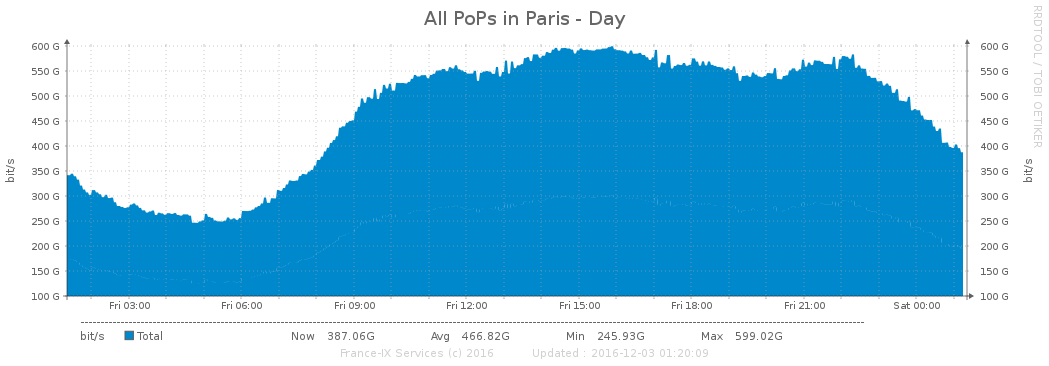 All PoPs in Paris - Day
RRDTOOL / TOBI OETIKER
600 G 600 G
550 G 550 G
500 G 500 G
450 G 450 G
400 G 400 G
350 G 350 G
300 G 300 G
250 G 250 G
200 G 200 G
150 G 150 G
100 G 100 G
bit/s
bit/s
Fri 03:00 Fri 06:00 Fri 09:00 Fri 12:00 Fri 15:00 Fri 18:00 Fri 21:00 Sat 00:00
bit/s Total Now 387.06G Avg 466.82G Min 245.93G Max 599.02G
France-IX Services (c) 2016 Updated : 2016-12-03 01:20:09